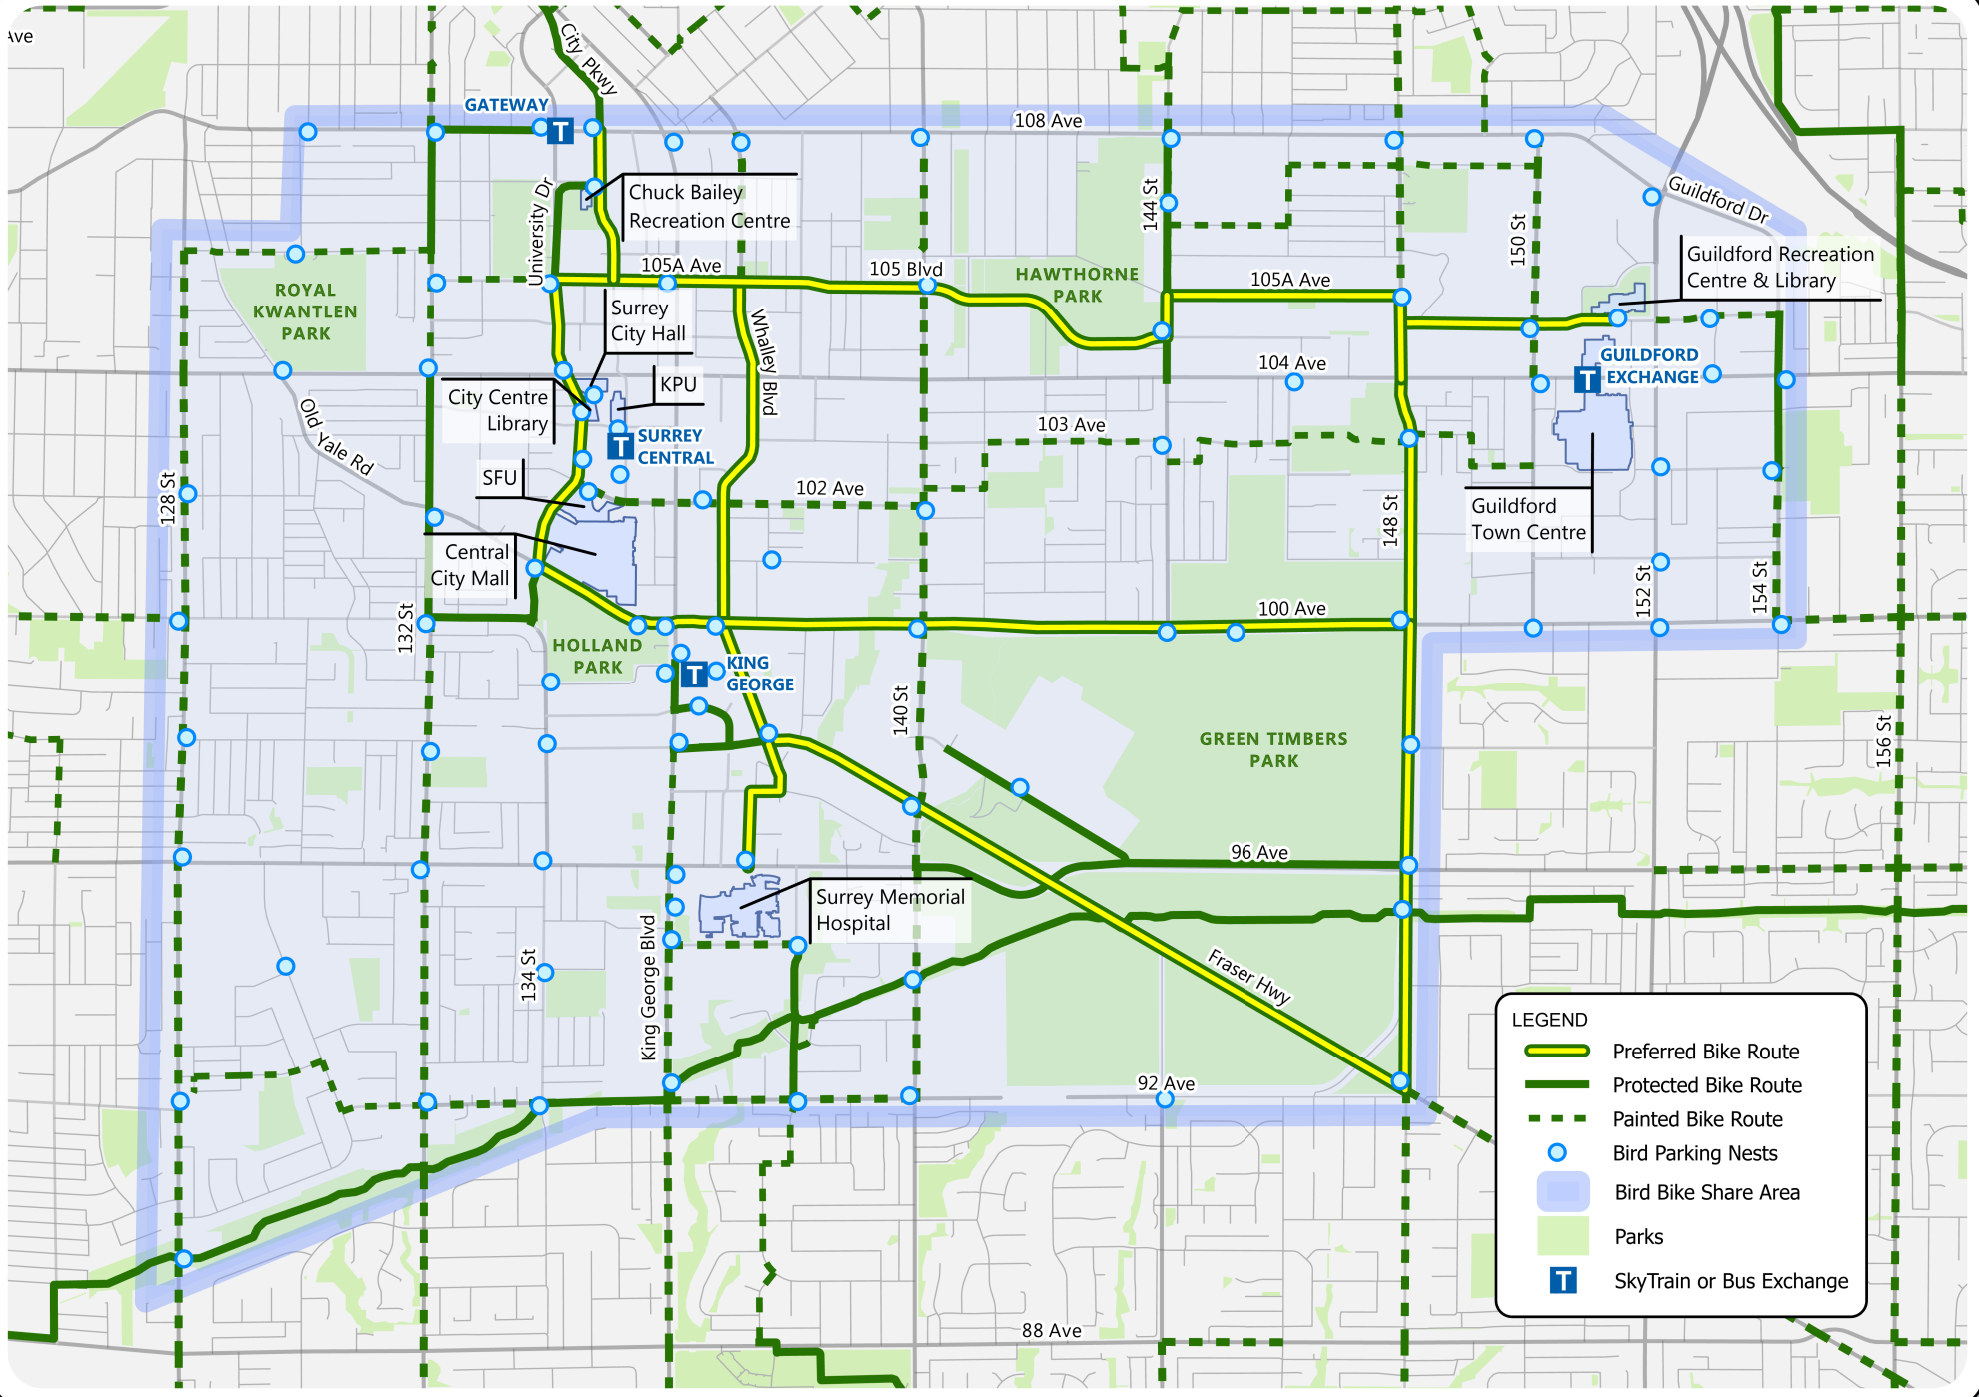 Ave
City Pkwy
GATEWAY
T
108 Ave
Chuck Bailey
Recreation Centre
University Dr
144 St
150 St
Guildford Dr
Guildford Recreation
Centre & Library
ROYAL
KWANTLEN
PARK
105A Ave
105 Blvd
HAWTHORNE
PARK
105A Ave
Surrey
City Hall
Whalley Blvd
104 Ave
GUILDFORD
EXCHANGE
T
KPU
City Centre
Library
Old Yale Rd
T
SURREY
CENTRAL
103 Ave
SFU
102 Ave
128 St
148 St
Guildford
Town Centre
Central
City Mall
132 St
100 Ave
152 St
154 St
HOLLAND
PARK
T
KING
GEORGE
140 St
GREEN TIMBERS
PARK
156 St
96 Ave
Surrey Memorial
Hospital
134 St
King George Blvd
Fraser Hwy
92 Ave
88 Ave
LEGEND
Preferred Bike Route
Protected Bike Route
Painted Bike Route
Bird Parking Nests
Bird Bike Share Area
Parks
T
SkyTrain or Bus Exchange